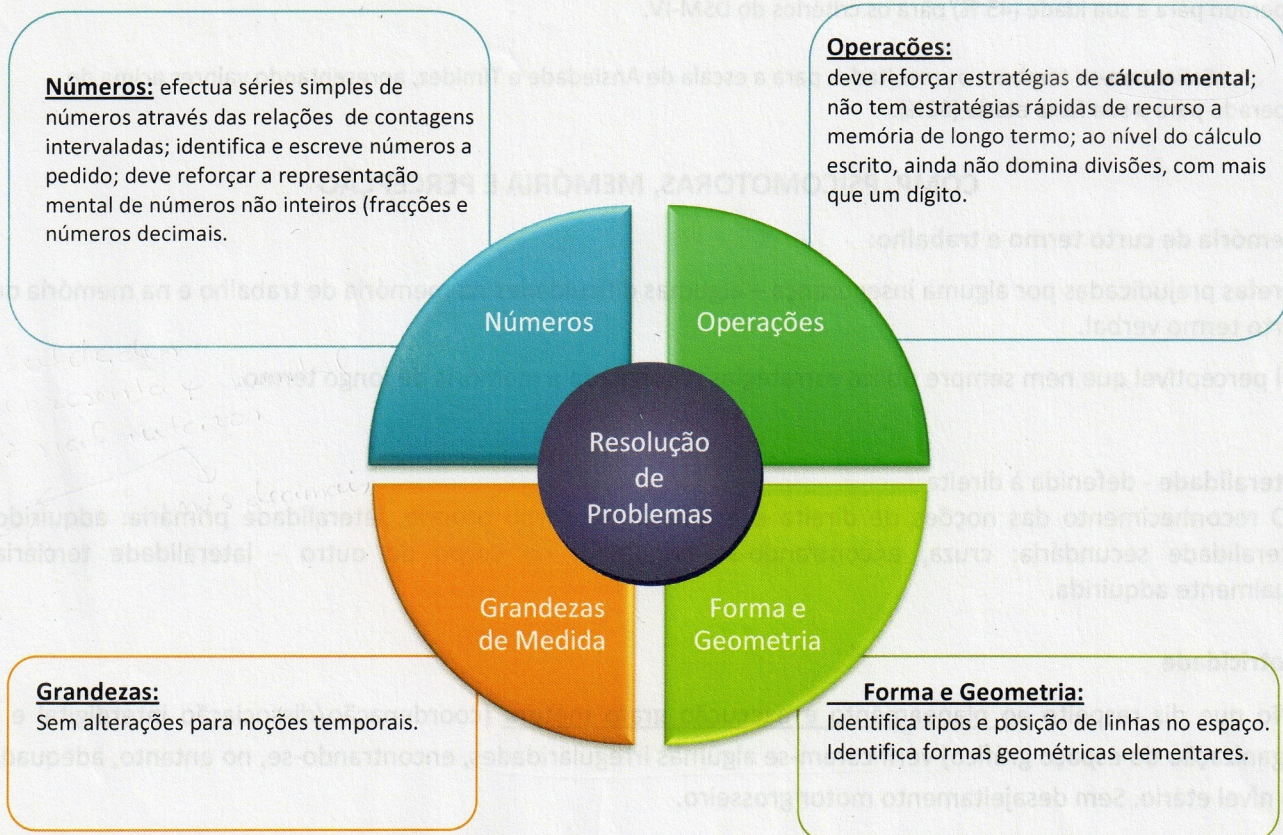 Números: efectua séries simples de
números através das relações de contagens
intervaladas; identifica e escreve números a
pedido; deve reforçar a representação
mental de números não inteiros (fracções e
números decimais.
Operações:
deve reforçar estratégias de cálculo mental;
não tem estratégias rápidas de recurso a
memória de longo termo; ao nível do cálculo
escrito, ainda não domina divisões, com mais
que um dígito.
Números
Operações
Resolução
de
Problemas
Grandezas
de Medida
Forma e
Geometria
Grandezas:
Sem alterações para noções temporais.
Forma e Geometria:
Identifica tipos e posição de linhas no espaço.
Identifica formas geométricas elementares.